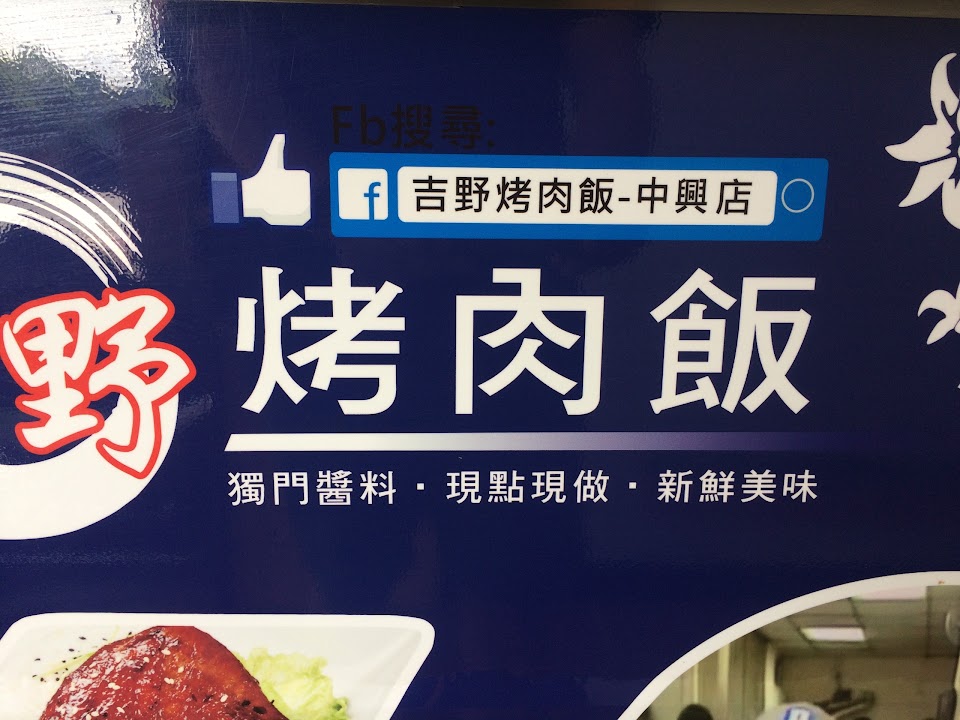 Fb搜尋:
f 吉野烤肉飯-中興店
野 烤肉飯
獨門醬料・現點現做・新鮮美味